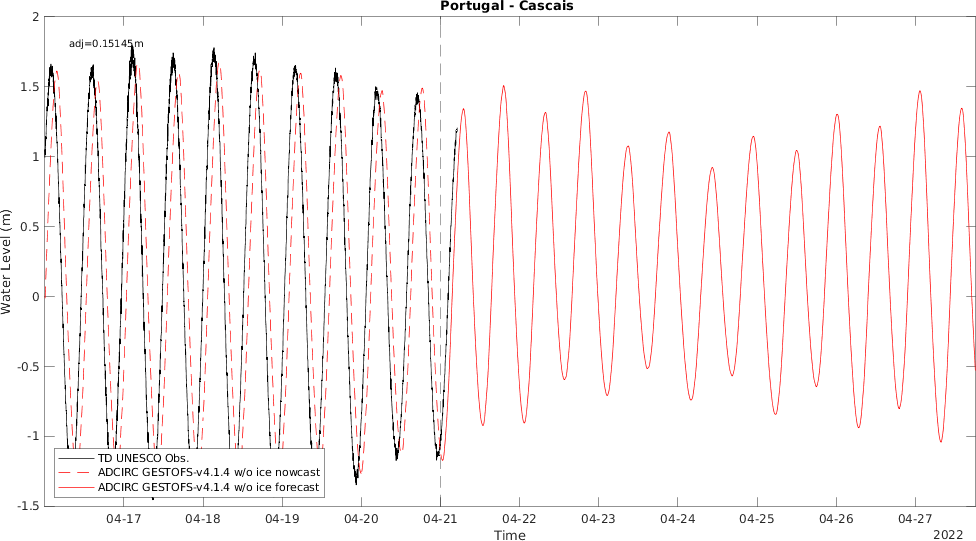 Portugal - Cascais
adj=0.15145m
Water Level (m)
2
1.5
1
0.5
0
-0.5
-1
-1.5
TD UNESCO Obs.
ADCIRC GESTOFS-v4.1.4 w/o ice nowcast
ADCIRC GESTOFS-v4.1.4 w/o ice forecast
04-17 04-18 04-19 04-20 04-21 04-22 04-23 04-24 04-25 04-26 04-27
Time
2022